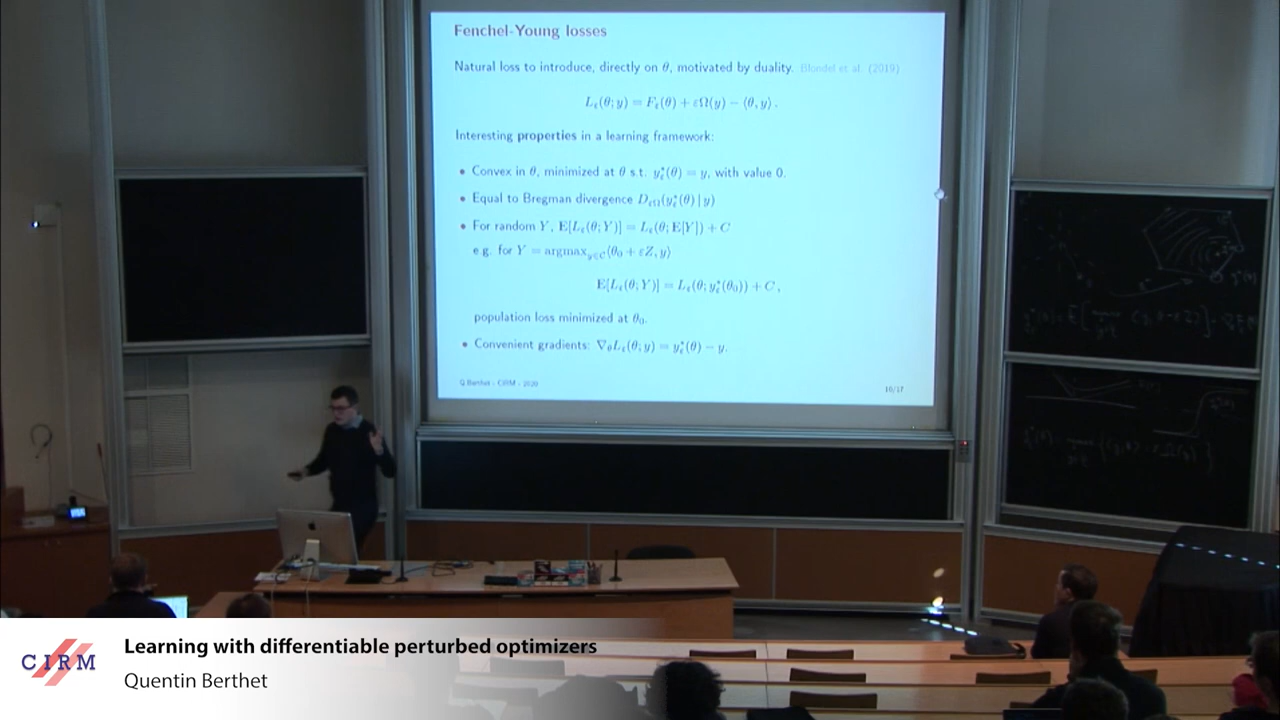 Fenchel-Young losses
Natural loss to introduce, directly on θ, motivated by duality. Blondel et al. (2019)
L_ε(θ; y) = F_ε(θ) + εΩ(y) − ⟨θ, y⟩ .
Interesting properties in a learning framework:
• Convex in θ, minimized at θ s.t. y*_ε(θ) = y, with value 0.
• Equal to Bregman divergence D_εΩ(y*_ε(θ) | y)
• For random Y, E[L_ε(θ; Y)] = L_ε(θ; E[Y]) + C
e.g. for Y = argmax_{y∈C}⟨θ_0 + εZ, y⟩
E[L_ε(θ; Y)] = L_ε(θ; y*_ε(θ_0)) + C ,
population loss minimized at θ_0.
• Convenient gradients: ∇_θ L_ε(θ; y) = y*_ε(θ) − y.
Q.Berthet - CIRM - 2020
10/17
CIRM
Learning with differentiable perturbed optimizers
Quentin Berthet